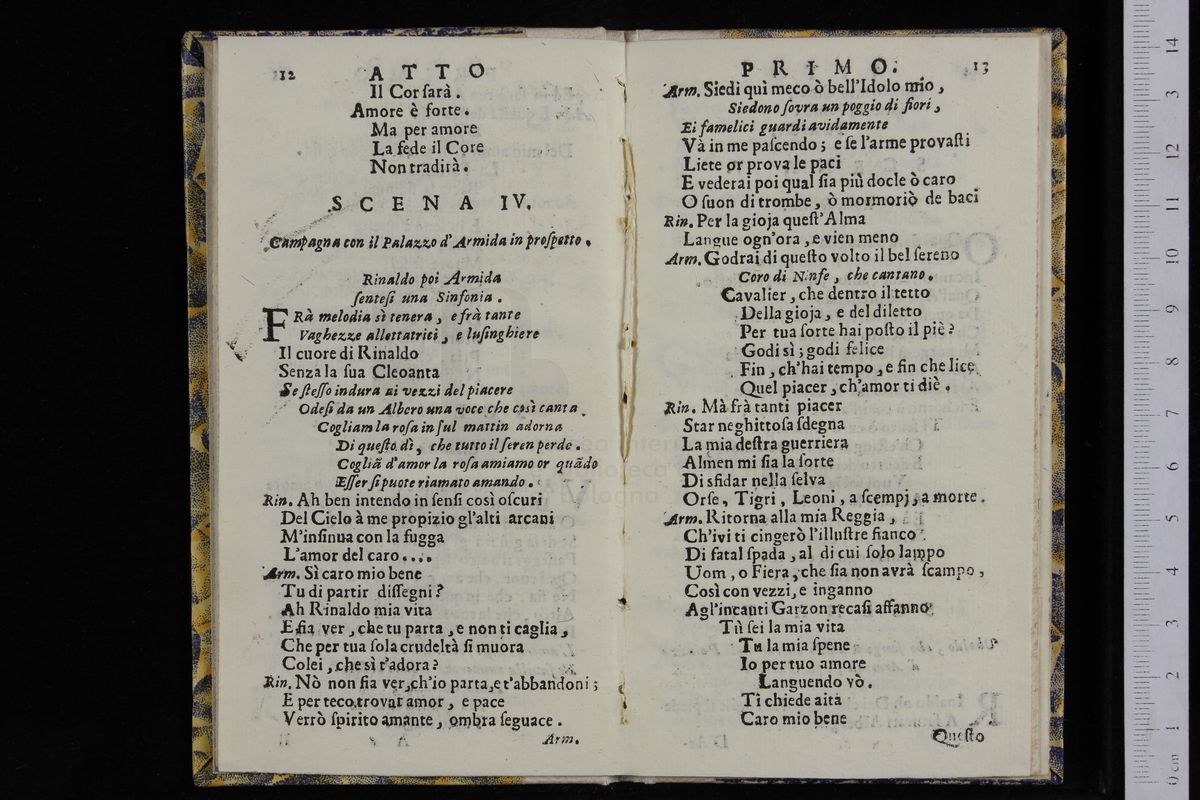 12 ATTO
Il Cor ſarà.
Amore è forte.
Ma per amore
La fede il Core
Non tradirà.
SCENA IV.
Campagna con il Palazzo d'Armida in proſpetto.
Rinaldo poi Armida
ſenteſi una Sinfonia.
FRà melodia sì tenera, e frà tante
Vaghezze allettatrici, e luſinghiere
Il cuore di Rinaldo
Senza la ſua Cleoanta
Se ſteſſo indura ai vezzi del piacere
Odeſi da un Albero una voce che così canta.
Cogliam la roſa in ſul mattin adorna
Di queſto dì, che tutto il ſeren perde.
Cogliã d'amor la roſa amiamo or quãdo
Eſſer ſi puote riamato amando.
Rin. Ah ben intendo in ſenſi così oſcuri
Del Cielo à me propizio gl'alti arcani
M'inſinua con la fugga
L'amor del caro....
Arm. Sì caro mio bene
Tu di partir diſſegni?
Ah Rinaldo mia vita
E fia ver, che tu parta, e non ti caglia,
Che per tua ſola crudeltà ſi muora
Colei, che sì t'adora?
Rin. Nò non fia ver, ch'io parta, e t'abbandoni;
E per teco trovar amor, e pace
Verrò ſpirito amante, ombra ſeguace.
Arm.
PRIMO. 13
Arm. Siedi quì meco ò bell'Idolo mio,
Siedono ſovra un poggio di fiori,
Ei famelici guardi avidamente
Và in me paſcendo; e ſe l'arme provaſti
Liete or prova le paci
E vederai poi qual ſia più docle ò caro
O ſuon di trombe, ò mormoriò de baci
Rin. Per la gioja queſt'Alma
Langue ogn'ora, e vien meno
Arm. Godrai di queſto volto il bel ſereno
Coro di Ninfe, che cantano.
Cavalier, che dentro il tetto
Della gioja, e del diletto
Per tua ſorte hai poſto il piè?
Godi sì; godi felice
Fin, ch'hai tempo, e fin che lice
Quel piacer, ch'amor ti diè.
Rin. Mà frà tanti piacer
Star neghittoſa ſdegna
La mia deſtra guerriera
Almen mi ſia la ſorte
Di sfidar nella ſelva
Orſe, Tigri, Leoni, a ſcempj, a morte.
Arm. Ritorna alla mia Reggia,
Ch'ivi ti cingerò l'illuſtre fianco
Di fatal ſpada, al di cui ſolo lampo
Uom, o Fiera, che ſia non avrà ſcampo,
Così con vezzi, e inganno
Agl'incanti Garzon recaſi affanno.
Tù ſei la mia vita
Tu la mia ſpene
Io per tuo amore
Languendo vò.
Ti chiede aita
Caro mio bene
Queſto